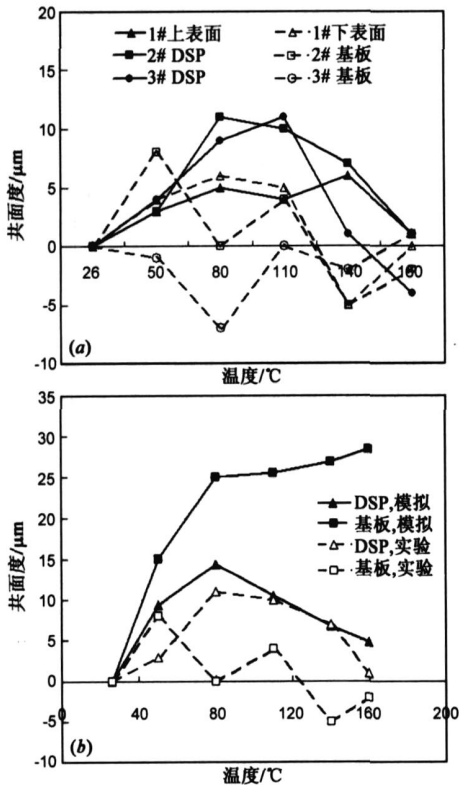 20
15
10
5
0
-5
-10
共面度/μm
1#上表面
1#下表面
2# DSP
2# 基板
3# DSP
3# 基板
26
50
80
110
140
160
(a)
温度/℃
35
30
25
20
15
10
5
0
-5
-10
共面度/μm
DSP,模拟
基板,模拟
DSP,实验
基板,实验
0
40
80
120
160
200
(b)
温度/℃